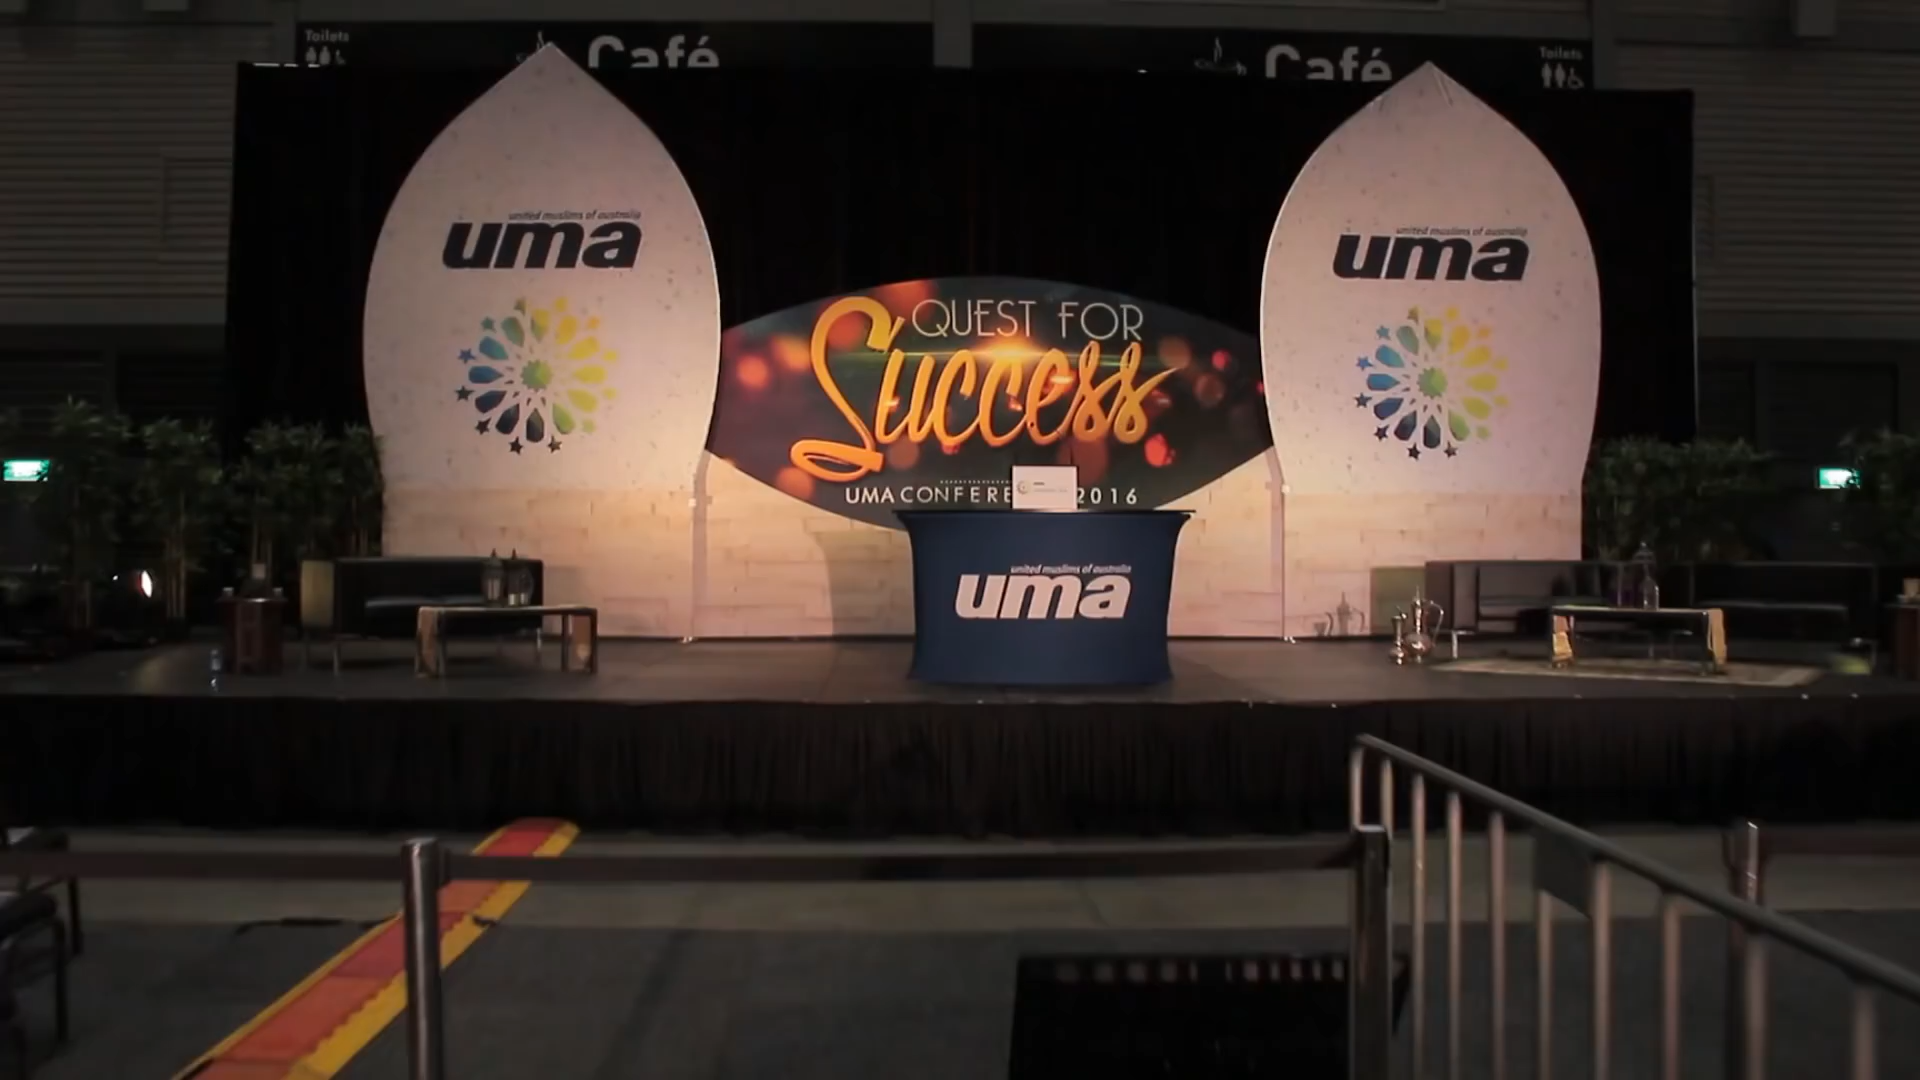 Toilets
Café
Café
Toilets
united muslims of australia
uma
united muslims of australia
uma
QUEST FOR
Success
UMA CONFERE 2016
united muslims of australia
uma